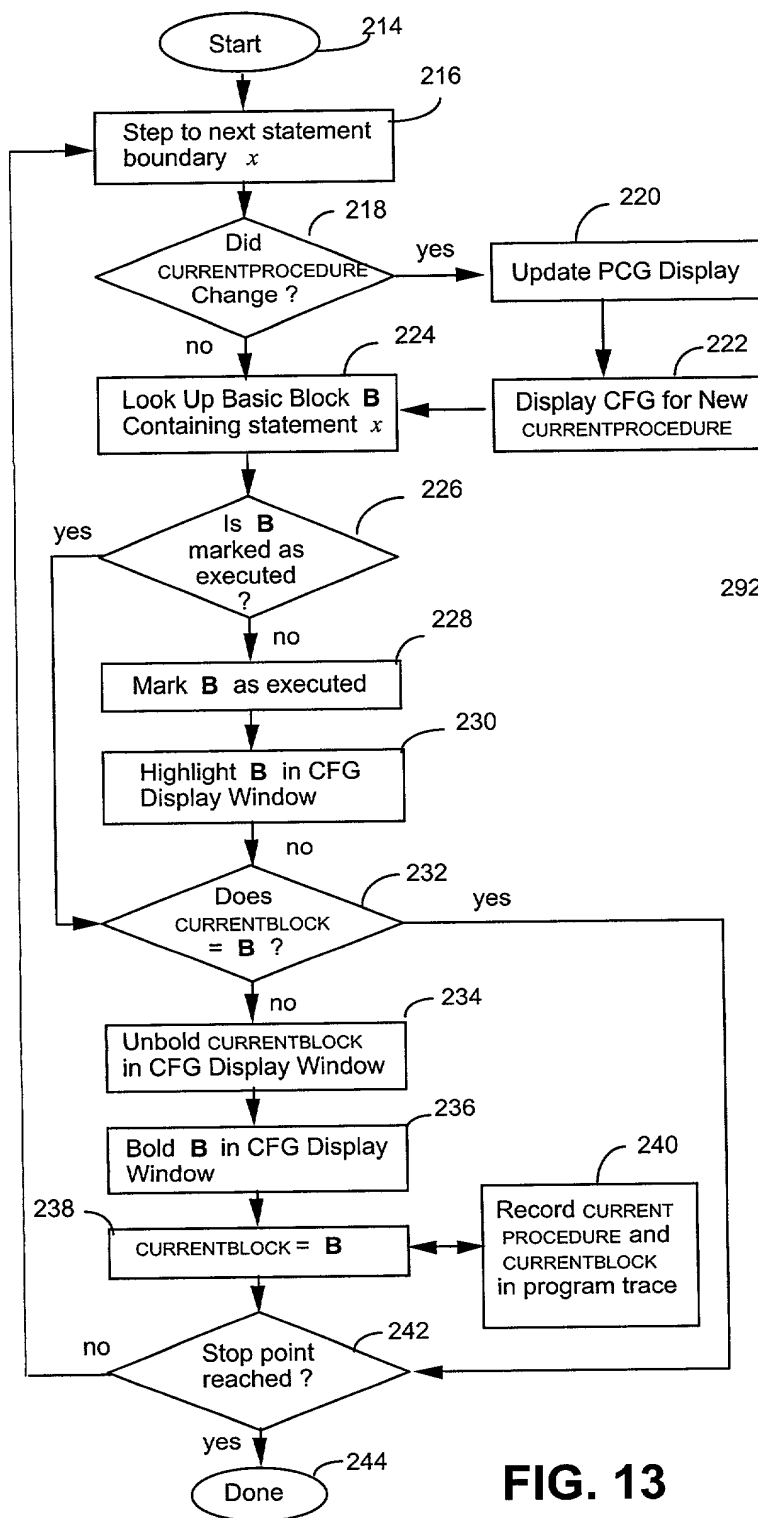 Start
214
216
Step to next statement
boundary x
218
Did
CURRENTPROCEDURE
Change ?
yes
no
220
Update PCG Display
222
Display CFG for New
CURRENTPROCEDURE
224
Look Up Basic Block B
Containing statement x
226
Is B
marked as
executed
?
yes
no
292
228
Mark B as executed
230
Highlight B in CFG
Display Window
no
232
Does
CURRENTBLOCK
= B ?
yes
no
234
Unbold CURRENTBLOCK
in CFG Display Window
236
Bold B in CFG Display
Window
238
CURRENTBLOCK = B
240
Record CURRENT
PROCEDURE and
CURRENTBLOCK
in program trace
242
Stop point
reached ?
no
yes
244
Done
FIG. 13